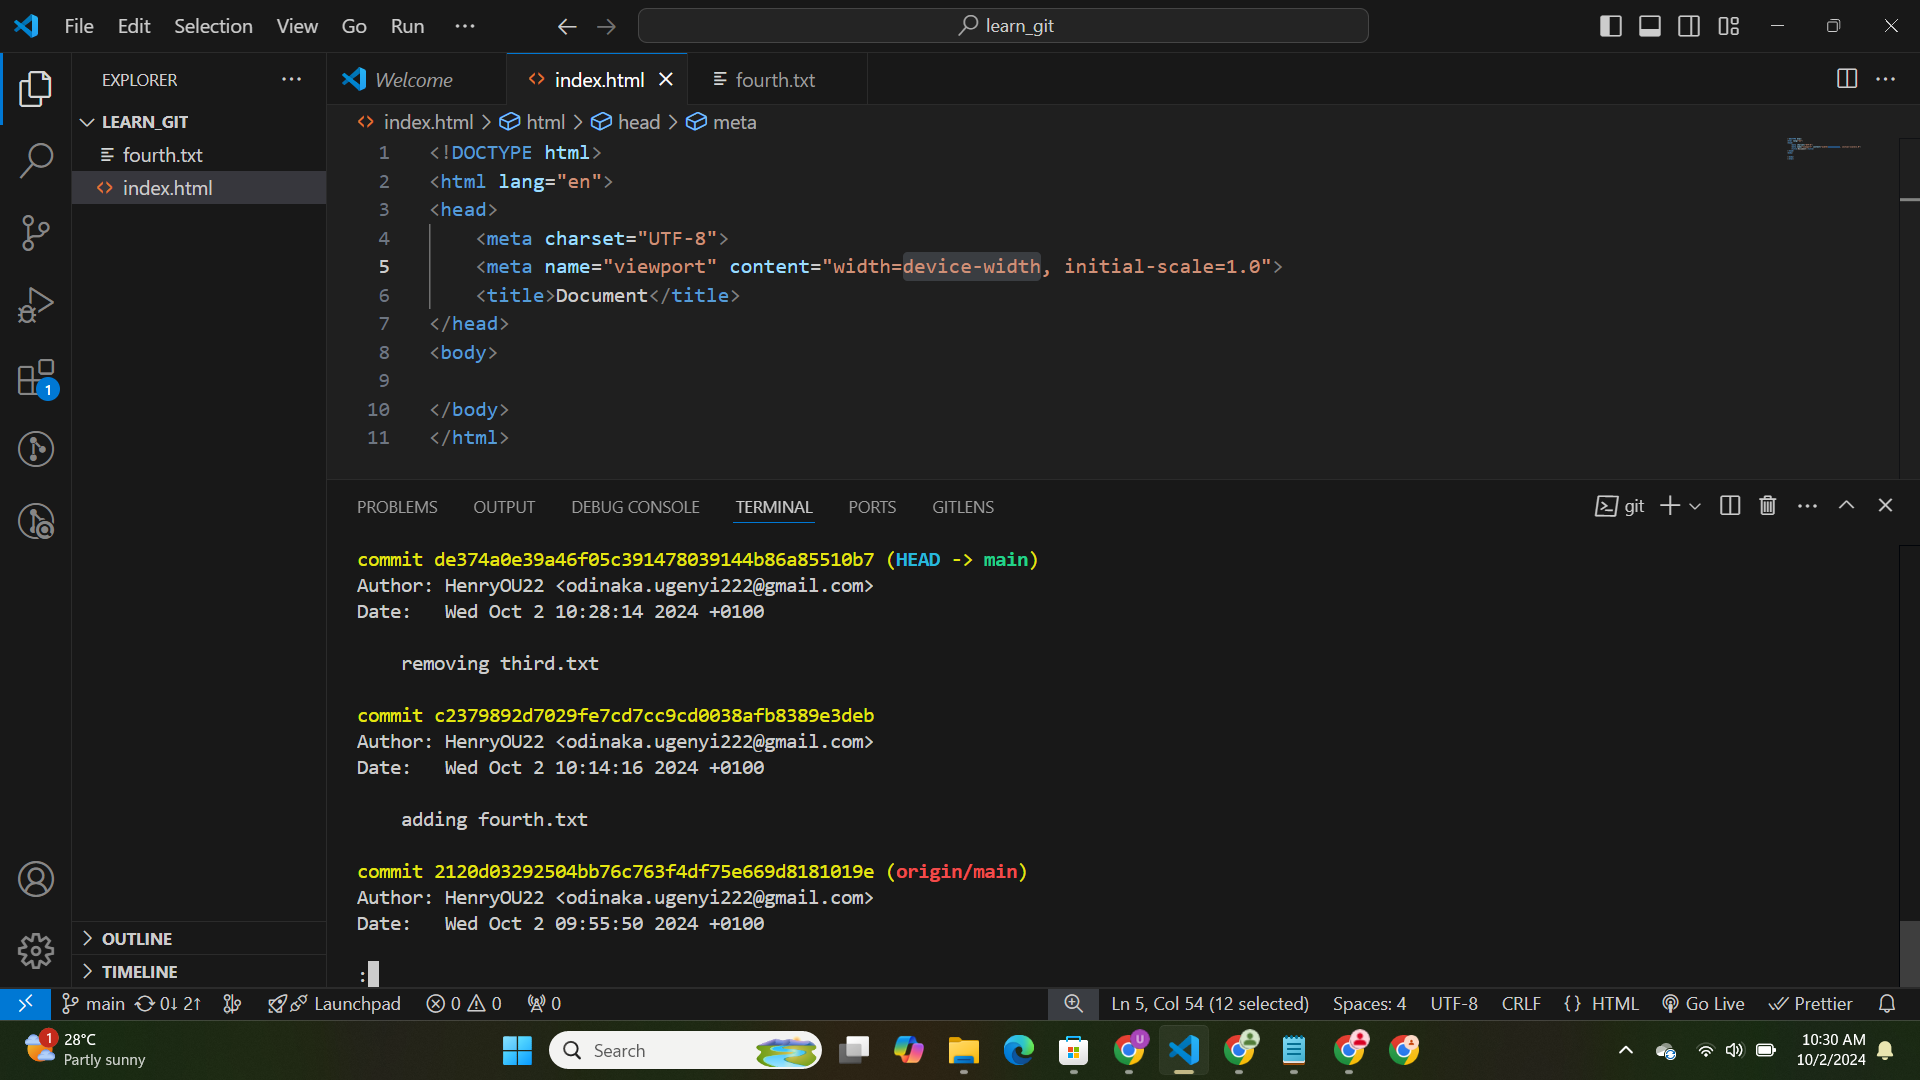 File Edit Selection View Go Run ···
learn_git
EXPLORER
LEARN_GIT
fourth.txt
index.html
OUTLINE
TIMELINE
1
Welcome
index.html
fourth.txt
index.html > html > head > meta
1 <!DOCTYPE html>
2 <html lang="en">
3 <head>
4 <meta charset="UTF-8">
5 <meta name="viewport" content="width=device-width, initial-scale=1.0">
6 <title>Document</title>
7 </head>
8 <body>
9
10 </body>
11 </html>
PROBLEMS OUTPUT DEBUG CONSOLE TERMINAL PORTS GITLENS
git
commit de374a0e39a46f05c391478039144b86a85510b7 (HEAD -> main)
Author: HenryOU22 <odinaka.ugenyi222@gmail.com>
Date: Wed Oct 2 10:28:14 2024 +0100
removing third.txt
commit c2379892d7029fe7cd7cc9cd0038afb8389e3deb
Author: HenryOU22 <odinaka.ugenyi222@gmail.com>
Date: Wed Oct 2 10:14:16 2024 +0100
adding fourth.txt
commit 2120d03292504bb76c763f4df75e669d8181019e (origin/main)
Author: HenryOU22 <odinaka.ugenyi222@gmail.com>
Date: Wed Oct 2 09:55:50 2024 +0100
:
main 0↓ 2↑ Launchpad 0 0 0 Ln 5, Col 54 (12 selected) Spaces: 4 UTF-8 CRLF {} HTML Go Live Prettier
1
28°C
Partly sunny
Search
U
10:30 AM
10/2/2024